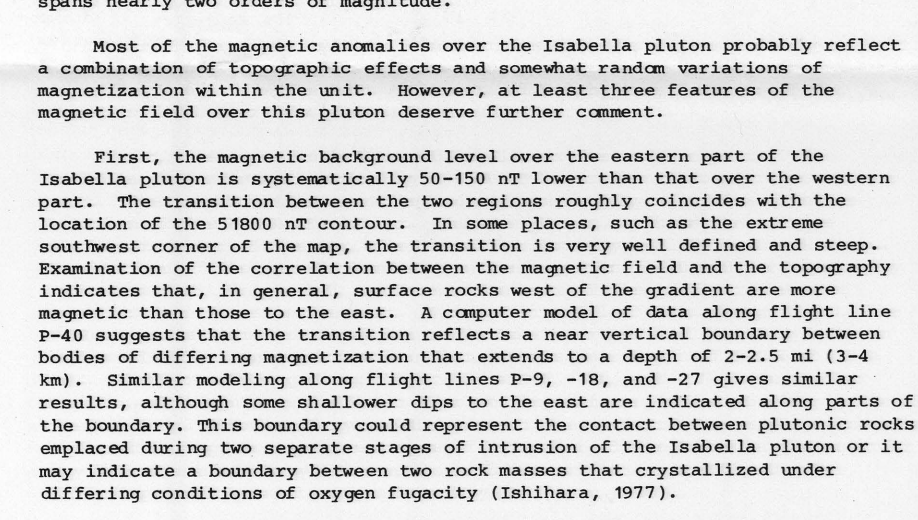 spans nearly two orders of magnitude.
Most of the magnetic anomalies over the Isabella pluton probably reflect
a combination of topographic effects and somewhat random variations of
magnetization within the unit. However, at least three features of the
magnetic field over this pluton deserve further comment.
First, the magnetic background level over the eastern part of the
Isabella pluton is systematically 50-150 nT lower than that over the western
part. The transition between the two regions roughly coincides with the
location of the 51800 nT contour. In some places, such as the extreme
southwest corner of the map, the transition is very well defined and steep.
Examination of the correlation between the magnetic field and the topography
indicates that, in general, surface rocks west of the gradient are more
magnetic than those to the east. A computer model of data along flight line
P-40 suggests that the transition reflects a near vertical boundary between
bodies of differing magnetization that extends to a depth of 2-2.5 mi (3-4
km). Similar modeling along flight lines P-9, -18, and -27 gives similar
results, although some shallower dips to the east are indicated along parts of
the boundary. This boundary could represent the contact between plutonic rocks
emplaced during two separate stages of intrusion of the Isabella pluton or it
may indicate a boundary between two rock masses that crystallized under
differing conditions of oxygen fugacity (Ishihara, 1977).